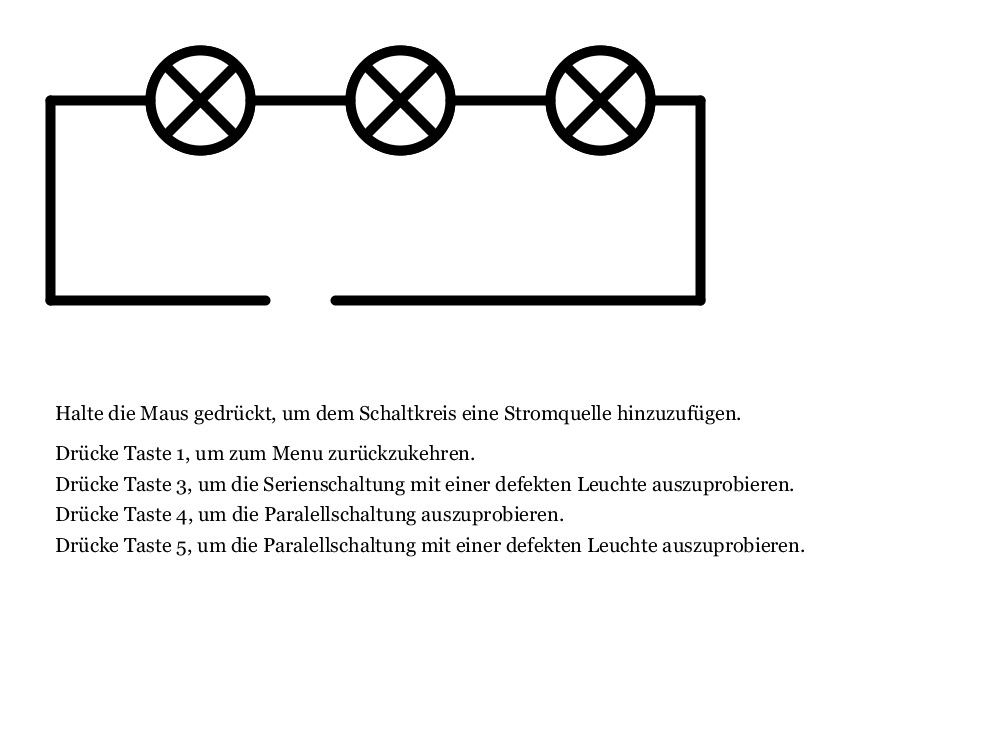 Halte die Maus gedrückt, um dem Schaltkreis eine Stromquelle hinzuzufügen.
Drücke Taste 1, um zum Menu zurückzukehren.
Drücke Taste 3, um die Serienschaltung mit einer defekten Leuchte auszuprobieren.
Drücke Taste 4, um die Paralellschaltung auszuprobieren.
Drücke Taste 5, um die Paralellschaltung mit einer defekten Leuchte auszuprobieren.